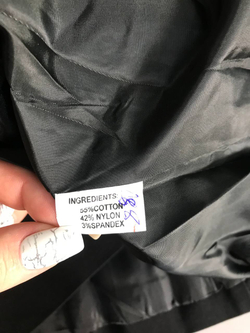 INGREDIENTS
55%COTTON
42% NYLON
3%SPANDEX